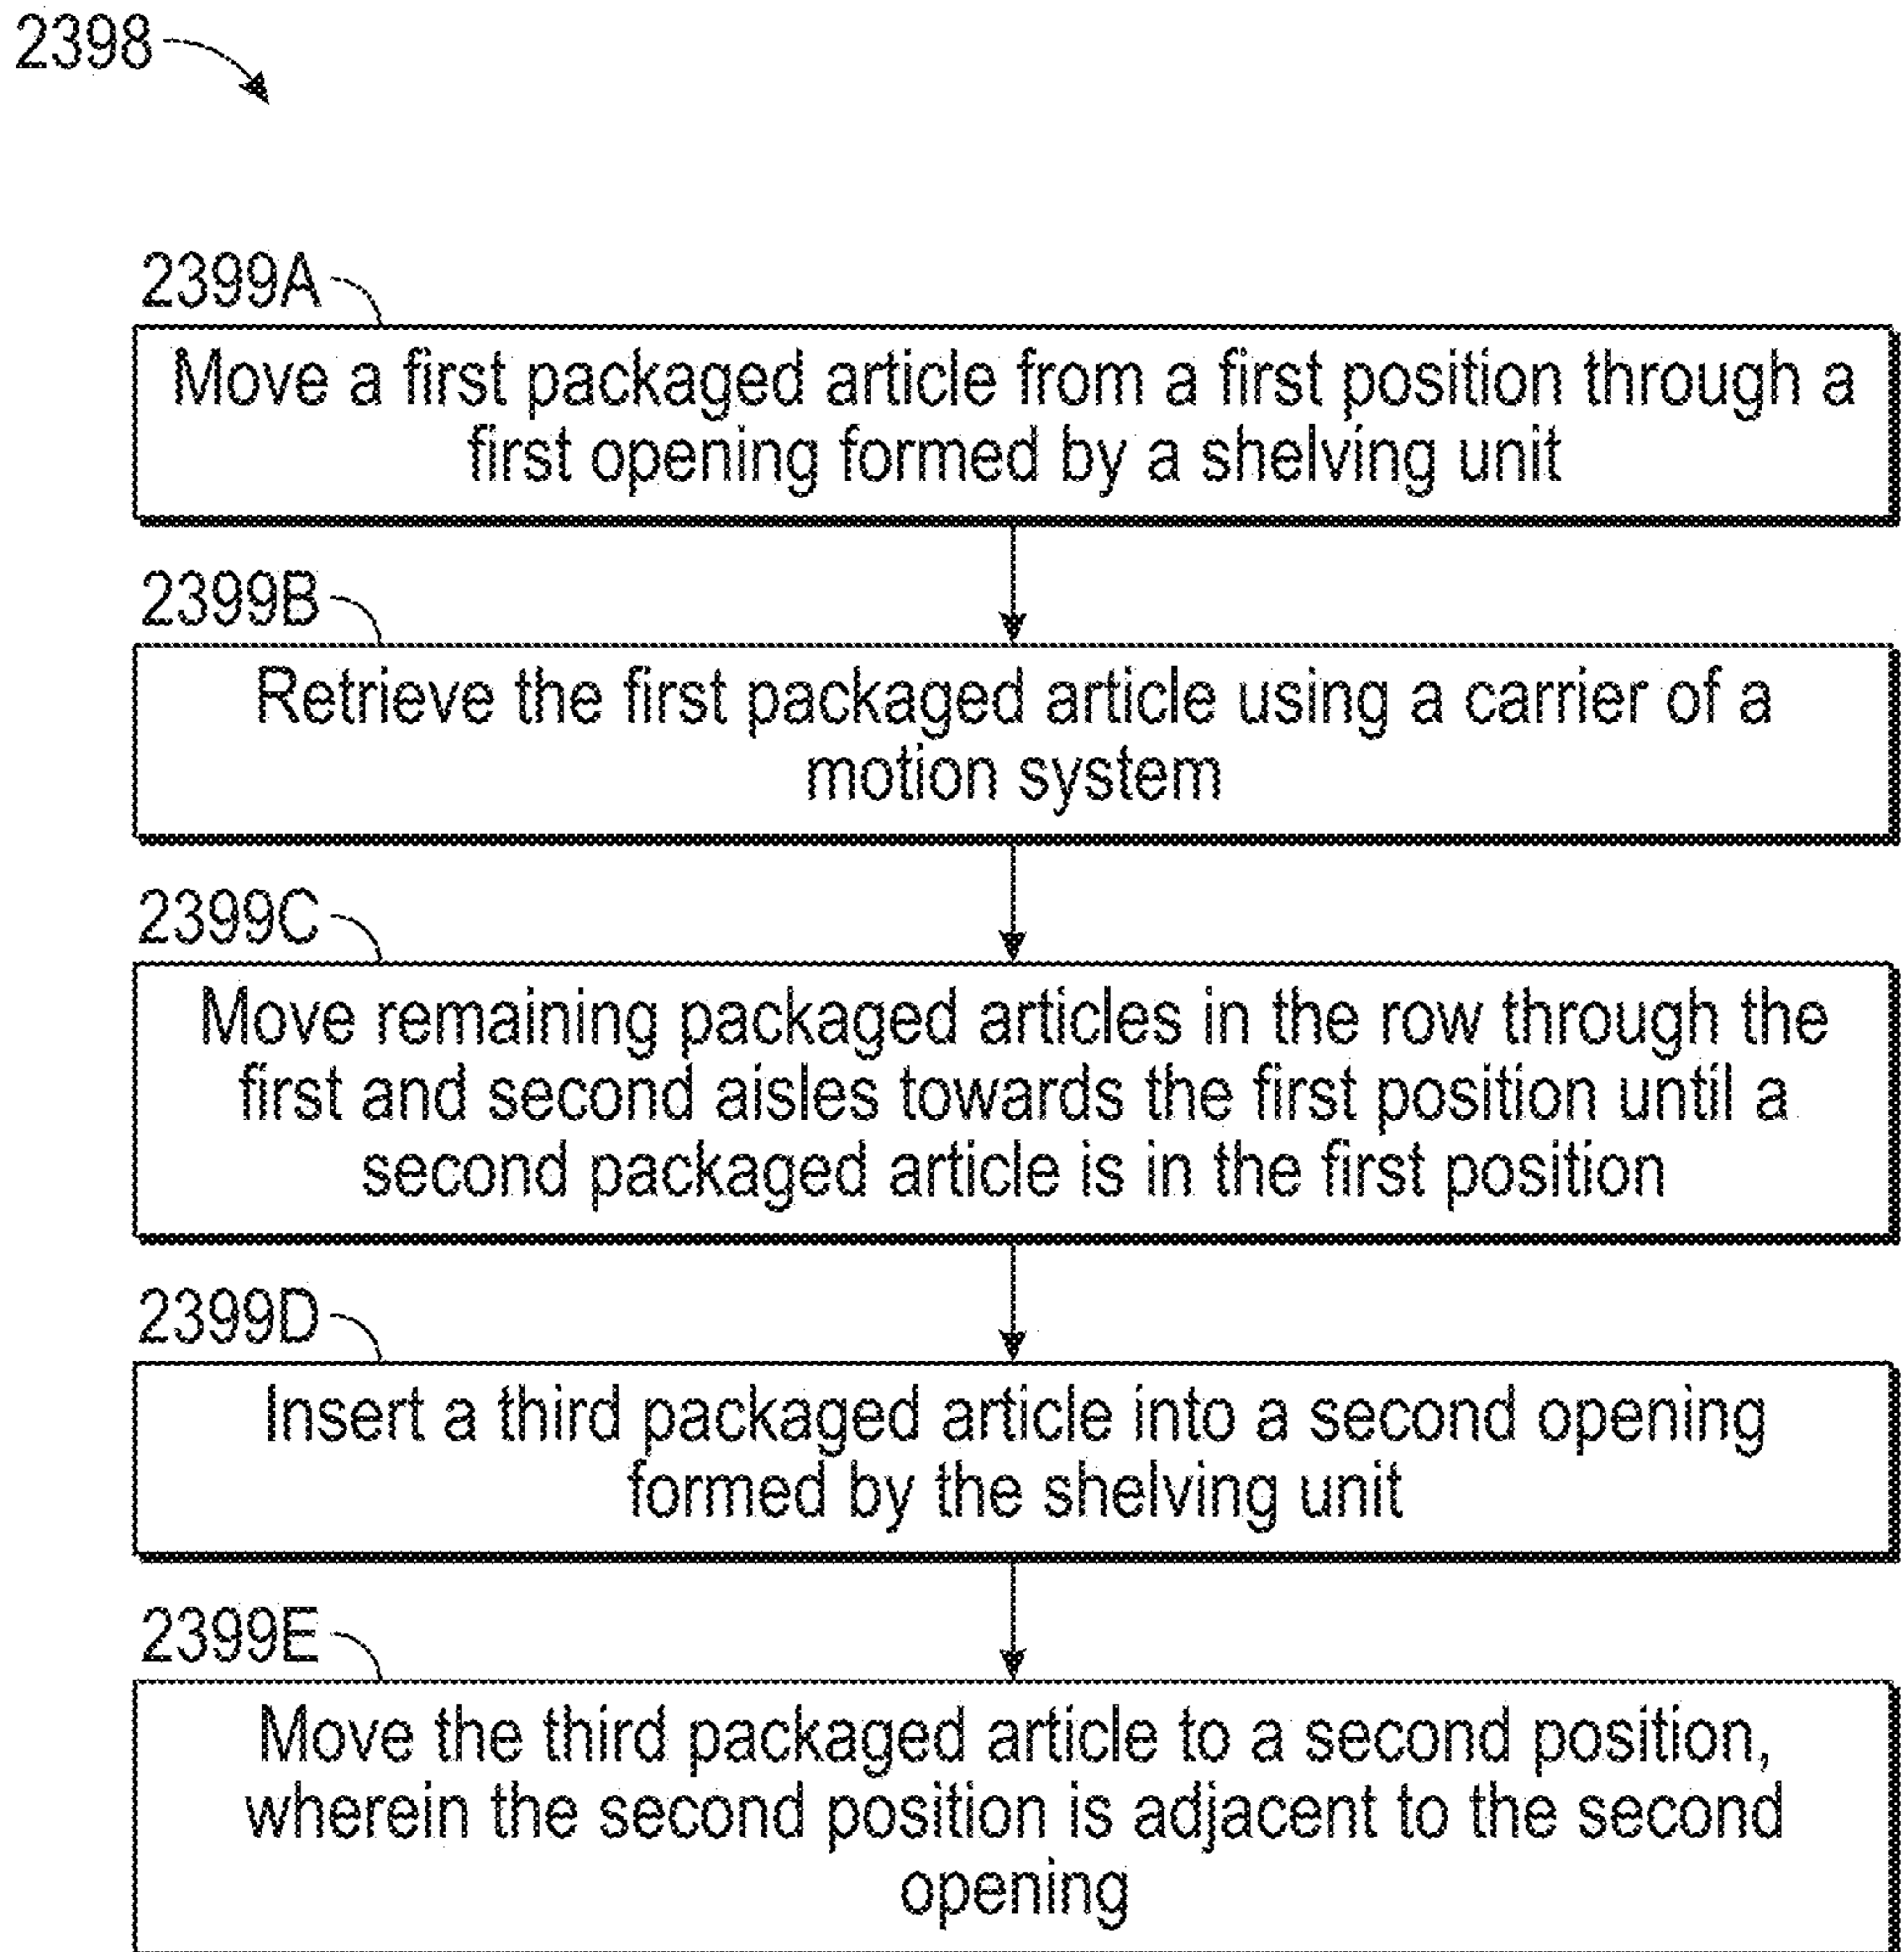 2398
2399A
Move a first packaged article from a first position through a
first opening formed by a shelving unit
2399B
Retrieve the first packaged article using a carrier of a
motion system
2399C
Move remaining packaged articles in the row through the
first and second aisles towards the first position until a
second packaged article is in the first position
2399D
Insert a third packaged article into a second opening
formed by the shelving unit
2399E
Move the third packaged article to a second position,
wherein the second position is adjacent to the second
opening